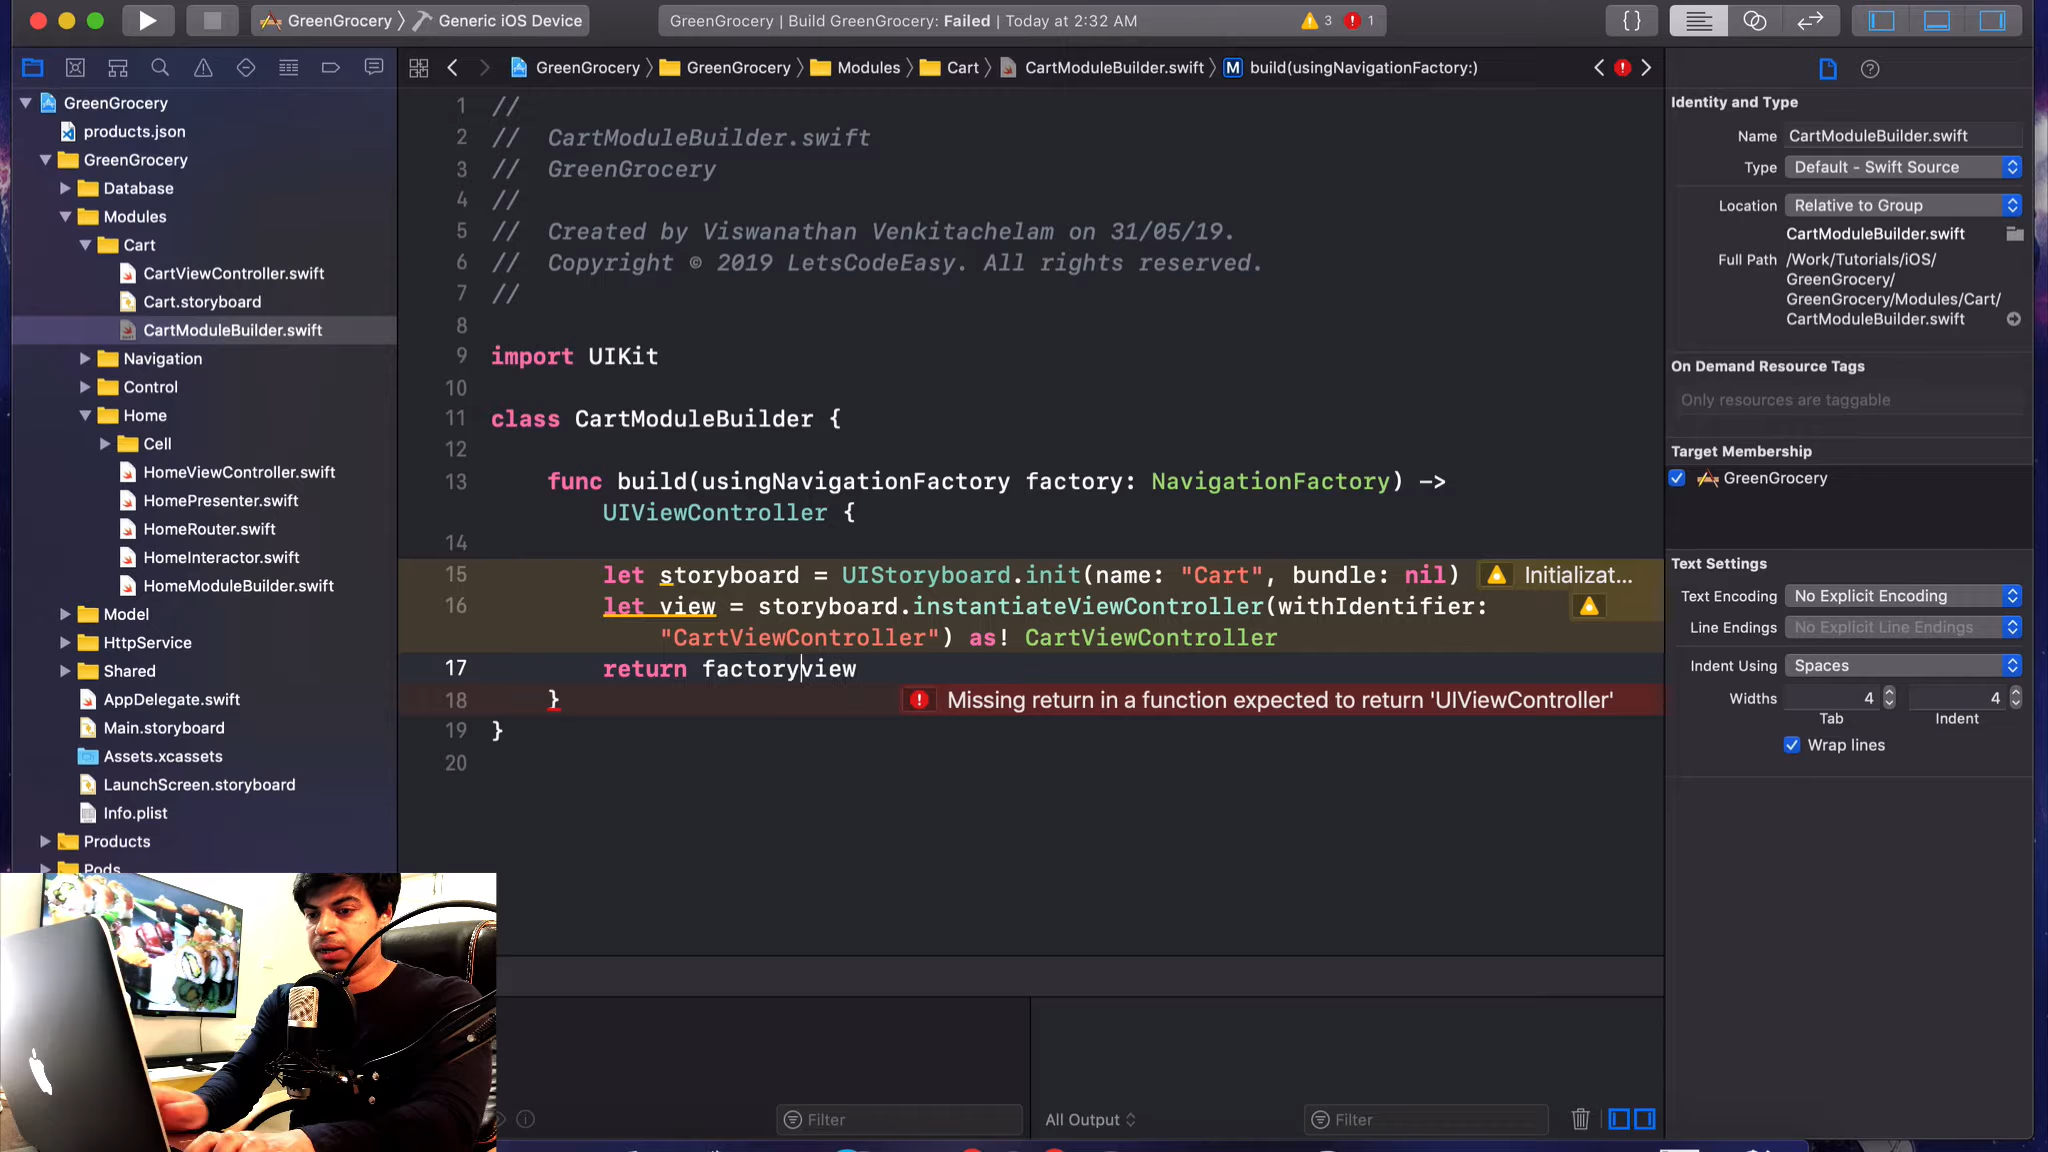 GreenGrocery 〉 Generic iOS Device
GreenGrocery | Build GreenGrocery: Failed | Today at 2:32 AM
3
1
{ }
GreenGrocery 〉 GreenGrocery 〉 Modules 〉 Cart 〉 CartModuleBuilder.swift 〉 M build(usingNavigationFactory:)
GreenGrocery
products.json
GreenGrocery
Database
Modules
Cart
CartViewController.swift
Cart.storyboard
CartModuleBuilder.swift
Navigation
Control
Home
Cell
HomeViewController.swift
HomePresenter.swift
HomeRouter.swift
HomeInteractor.swift
HomeModuleBuilder.swift
Model
HttpService
Shared
AppDelegate.swift
Main.storyboard
Assets.xcassets
LaunchScreen.storyboard
Info.plist
Products
Pods
1 //
2 // CartModuleBuilder.swift
3 // GreenGrocery
4 //
5 // Created by Viswanathan Venkitachelam on 31/05/19.
6 // Copyright © 2019 LetsCodeEasy. All rights reserved.
7 //
8
9 import UIKit
10
11 class CartModuleBuilder {
12
13 func build(usingNavigationFactory factory: NavigationFactory) ->
UIViewController {
14
15 let storyboard = UIStoryboard.init(name: "Cart", bundle: nil) Initializat...
16 let view = storyboard.instantiateViewController(withIdentifier:
"CartViewController") as! CartViewController
17 return factoryview
18 } Missing return in a function expected to return 'UIViewController'
19 }
20
Filter
All Output
Filter
Identity and Type
Name CartModuleBuilder.swift
Type Default - Swift Source
Location Relative to Group
CartModuleBuilder.swift
Full Path /Work/Tutorials/iOS/
GreenGrocery/
GreenGrocery/Modules/Cart/
CartModuleBuilder.swift
On Demand Resource Tags
Only resources are taggable
Target Membership
GreenGrocery
Text Settings
Text Encoding No Explicit Encoding
Line Endings No Explicit Line Endings
Indent Using Spaces
Widths 4 4
Tab Indent
Wrap lines